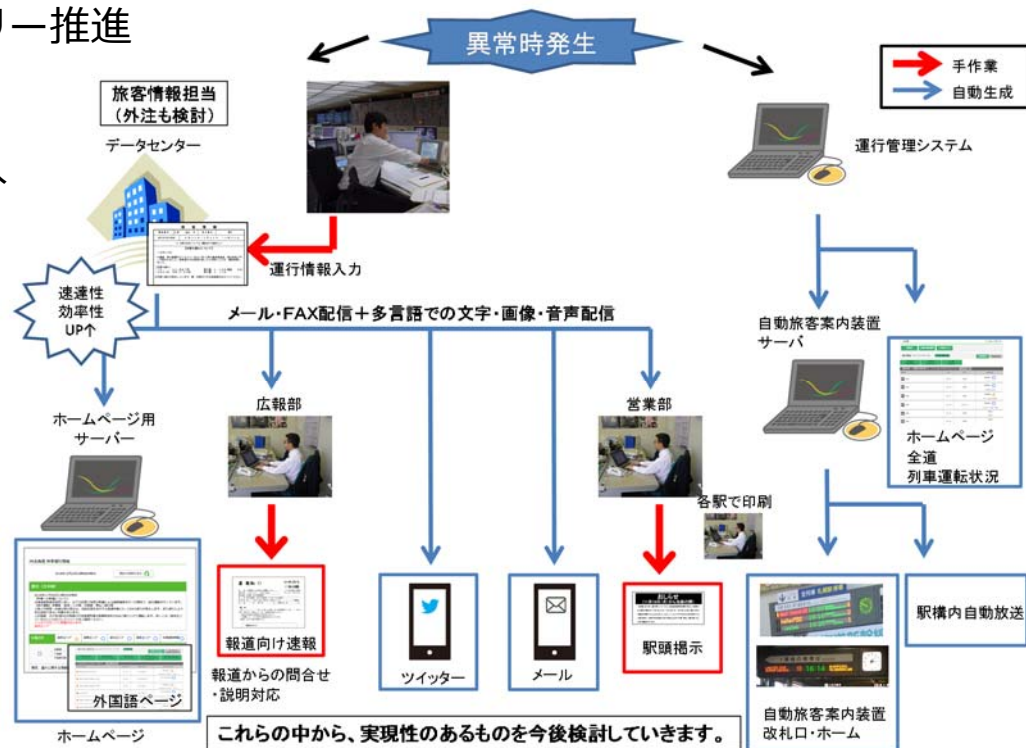 リー推進
異常時発生
手作業
自動生成
旅客情報担当
(外注も検討)
データセンター
運行管理システム
運行情報入力
速達性
効率性
UP↑
メール・FAX配信+多言語での文字・画像・音声配信
自動旅客案内装置
サーバ
ホームページ用
サーバー
広報部
営業部
ホームページ
全道
列車運転状況
各駅で印刷
報道向け速報
報道からの問合せ
・説明対応
ツイッター
メール
おしらせ
駅頭掲示
駅構内自動放送
外国語ページ
ホームページ
自動旅客案内装置
改札口・ホーム
これらの中から、実現性のあるものを今後検討していきます。